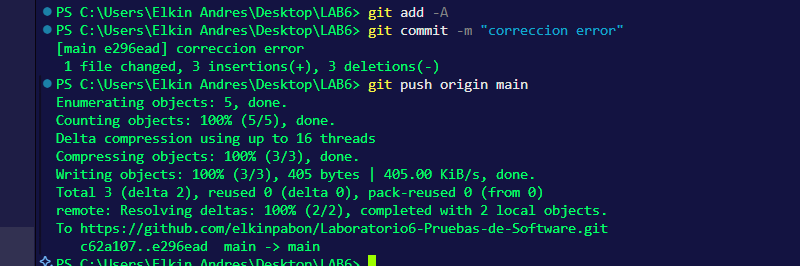 PS C:\Users\Elkin Andres\Desktop\LAB6> git add -A
PS C:\Users\Elkin Andres\Desktop\LAB6> git commit -m "correccion error"
[main e296ead] correccion error
1 file changed, 3 insertions(+), 3 deletions(-)
PS C:\Users\Elkin Andres\Desktop\LAB6> git push origin main
Enumerating objects: 5, done.
Counting objects: 100% (5/5), done.
Delta compression using up to 16 threads
Compressing objects: 100% (3/3), done.
Writing objects: 100% (3/3), 405 bytes | 405.00 KiB/s, done.
Total 3 (delta 2), reused 0 (delta 0), pack-reused 0 (from 0)
remote: Resolving deltas: 100% (2/2), completed with 2 local objects.
To https://github.com/elkinpabon/Laboratorio6-Pruebas-de-Software.git
c62a107..e296ead main -> main
PS C:\Users\Elkin Andres\Desktop\LAB6>